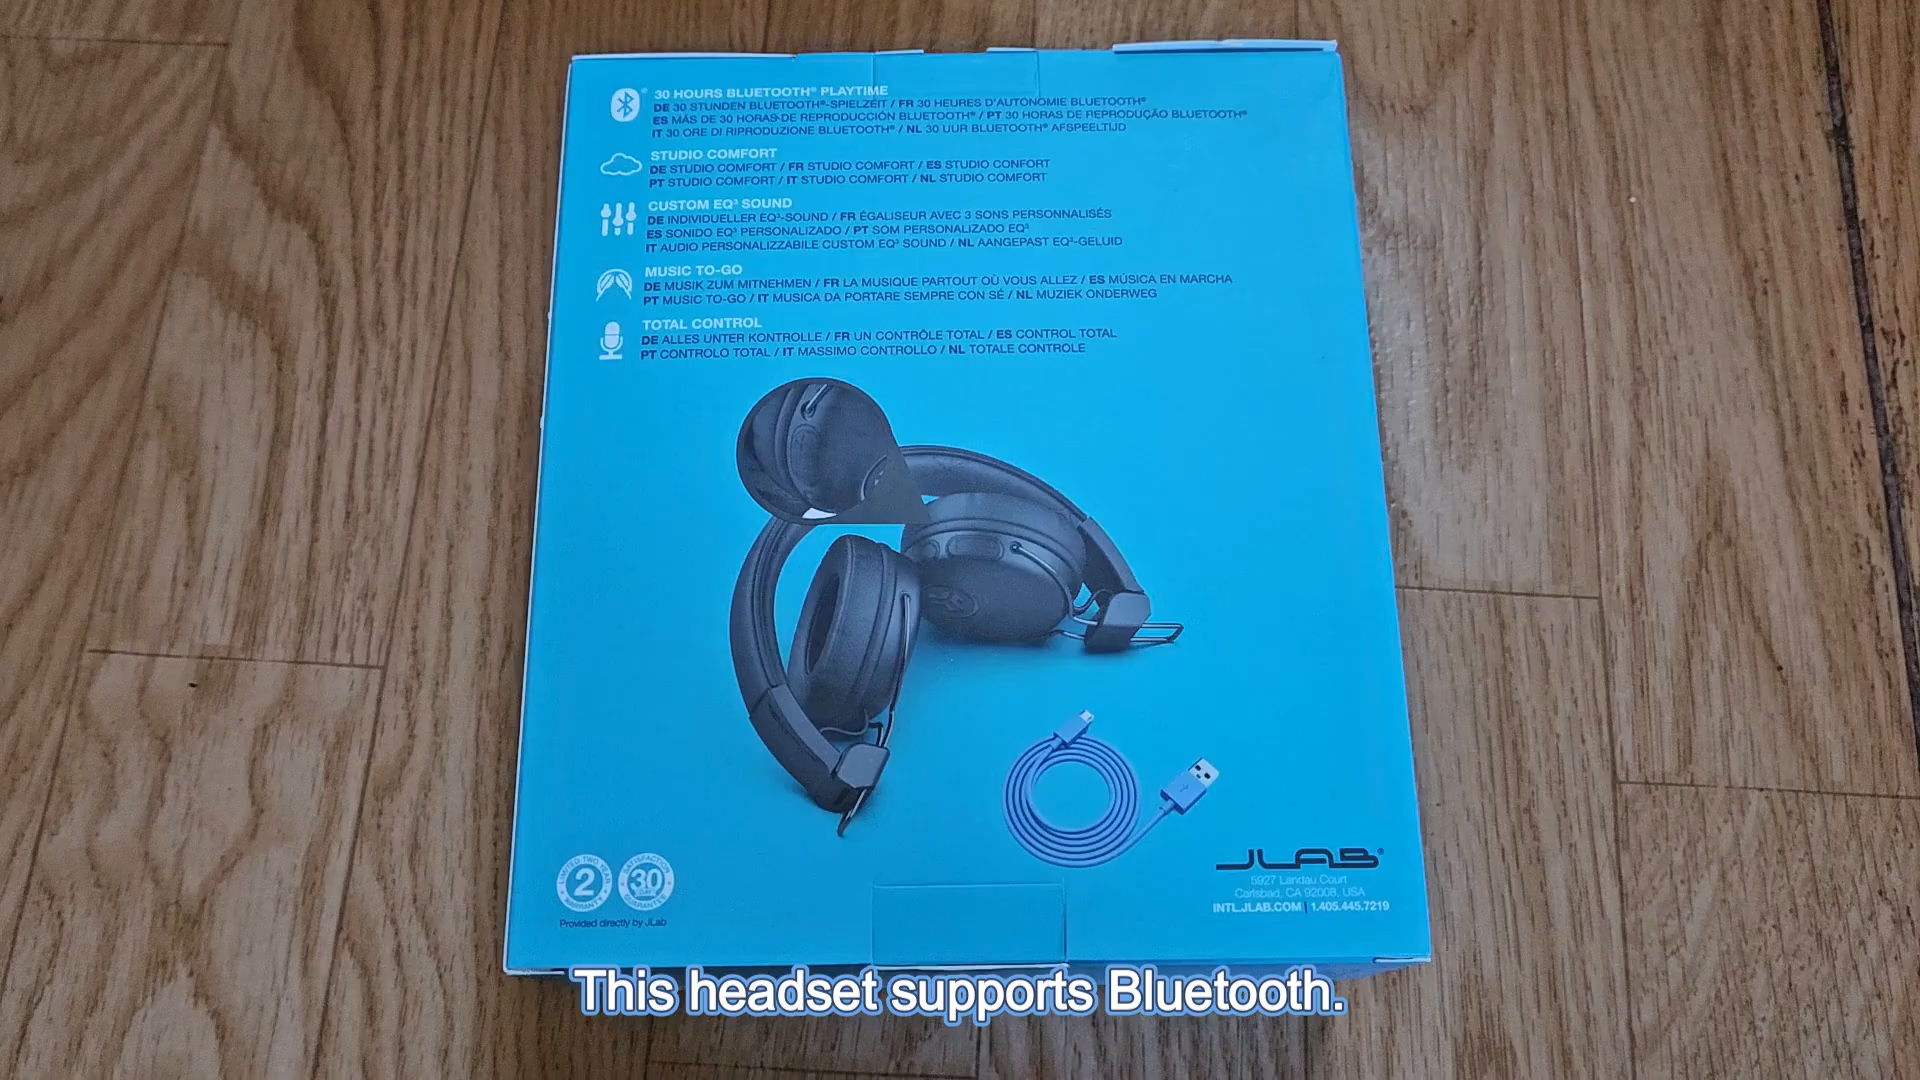 30 HOURS BLUETOOTH® PLAYTIME
DE 30 STUNDEN BLUETOOTH®-SPIELZEIT / FR 30 HEURES D'AUTONOMIE BLUETOOTH®
ES MÁS DE 30 HORAS DE REPRODUCCIÓN BLUETOOTH® / PT 30 HORAS DE REPRODUÇÃO BLUETOOTH®
IT 30 ORE DI RIPRODUZIONE BLUETOOTH® / NL 30 UUR BLUETOOTH® AFSPEELTIJD
STUDIO COMFORT
DE STUDIO COMFORT / FR STUDIO COMFORT / ES STUDIO CONFORT
PT STUDIO COMFORT / IT STUDIO COMFORT / NL STUDIO COMFORT
CUSTOM EQ³ SOUND
DE INDIVIDUELLER EQ³-SOUND / FR ÉGALISEUR AVEC 3 SONS PERSONNALISÉS
ES SONIDO EQ³ PERSONALIZADO / PT SOM PERSONALIZADO EQ³
IT AUDIO PERSONALIZZABILE CUSTOM EQ³ SOUND / NL AANGEPAST EQ³-GELUID
MUSIC TO-GO
DE MUSIK ZUM MITNEHMEN / FR LA MUSIQUE PARTOUT OÙ VOUS ALLEZ / ES MÚSICA EN MARCHA
PT MUSIC TO-GO / IT MUSICA DA PORTARE SEMPRE CON SÉ / NL MUZIEK ONDERWEG
TOTAL CONTROL
DE ALLES UNTER KONTROLLE / FR UN CONTRÔLE TOTAL / ES CONTROL TOTAL
PT CONTROLO TOTAL / IT MASSIMO CONTROLLO / NL TOTALE CONTROLE
LIMITED TWO YEAR
2
WARRANTY
SATISFACTION
30
DAY
GUARANTEE
Provided directly by JLab
JLAB®
5927 Landau Court
Carlsbad, CA 92008, USA
INTL.JLAB.COM | 1.405.445.7219
This headset supports Bluetooth.